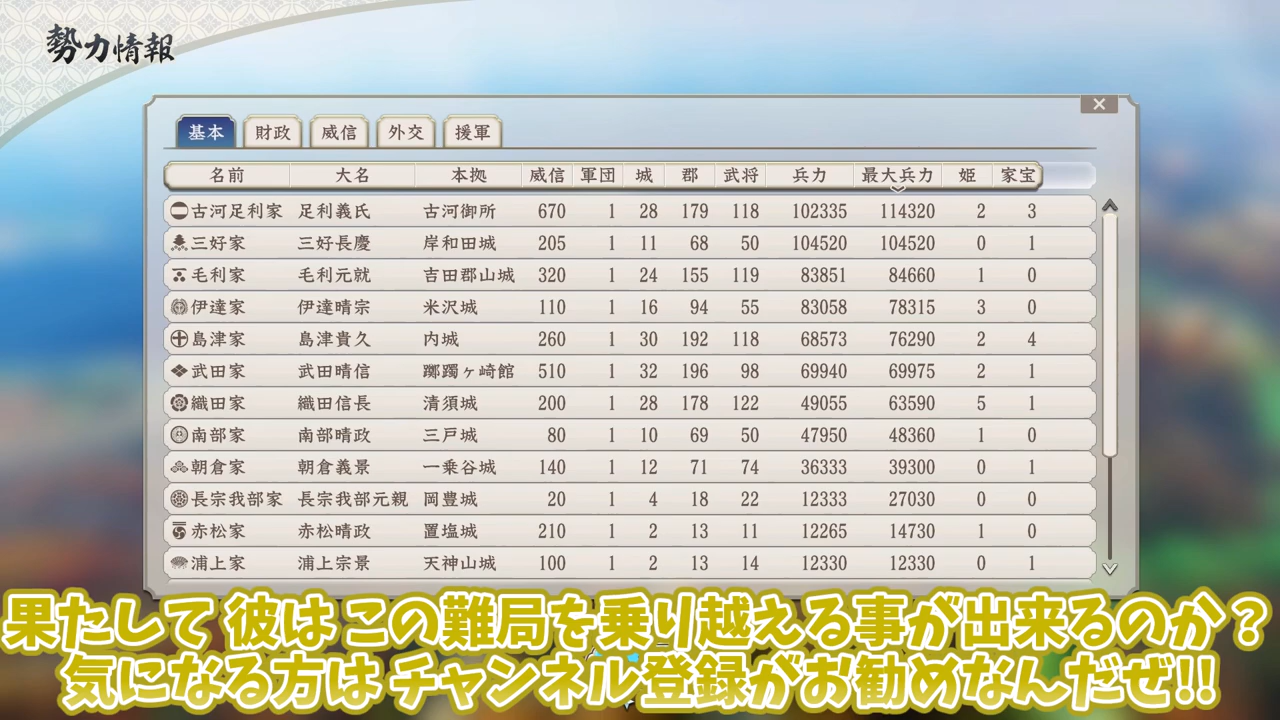 勢力情報
基本 財政 威信 外交 援軍
名前 大名 本拠 威信 軍団 城 郡 武将 兵力 最大兵力 姫 家宝
古河足利家 足利義氏 古河御所 670 1 28 179 118 102335 114320 2 3
三好家 三好長慶 岸和田城 205 1 11 68 50 104520 104520 0 1
毛利家 毛利元就 吉田郡山城 320 1 24 155 119 83851 84660 1 0
伊達家 伊達晴宗 米沢城 110 1 16 94 55 83058 78315 3 0
島津家 島津貴久 内城 260 1 30 192 118 68573 76290 2 4
武田家 武田晴信 躑躅ヶ崎館 510 1 32 196 98 69940 69975 2 1
織田家 織田信長 清須城 200 1 28 178 122 49055 63590 5 1
南部家 南部晴政 三戸城 80 1 10 69 50 47950 48360 1 0
朝倉家 朝倉義景 一乗谷城 140 1 12 71 74 36333 39300 0 1
長宗我部家 長宗我部元親 岡豊城 20 1 4 18 22 12333 27030 0 0
赤松家 赤松晴政 置塩城 210 1 2 13 11 12265 14730 1 0
浦上家 浦上宗景 天神山城 100 1 2 13 14 12330 12330 0 1
果たして 彼は この難局を乗り越える事が出来るのか？
気になる方は チャンネル登録がお勧めなんだぜ!!